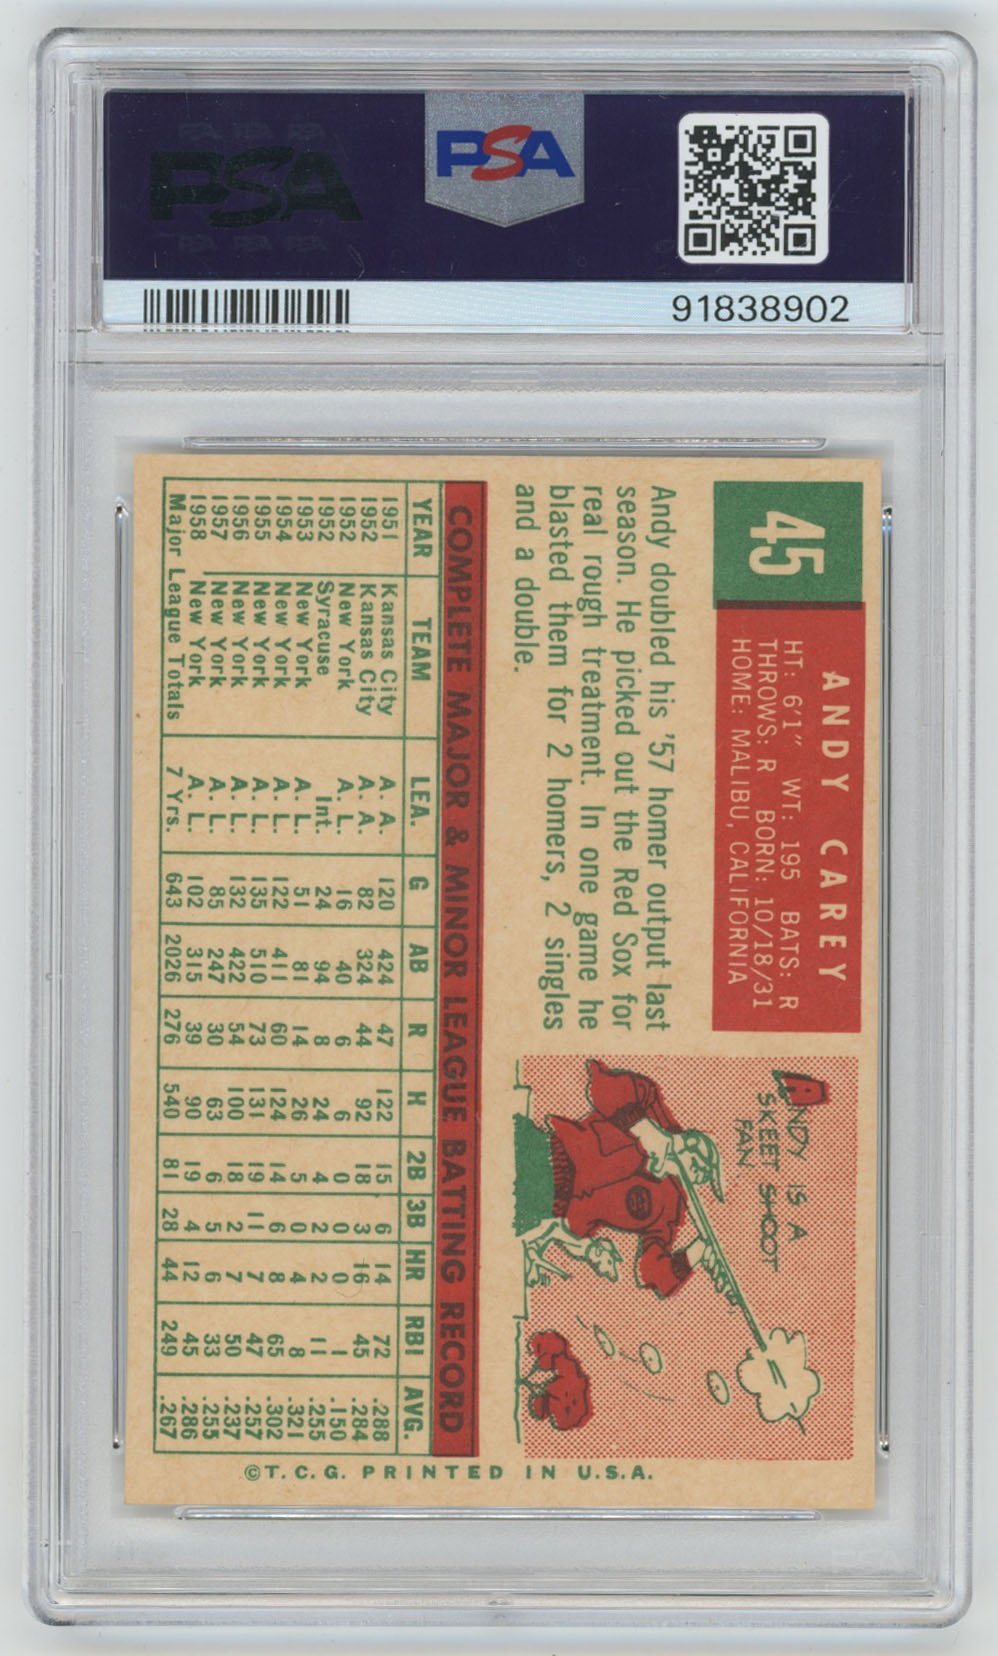 PSA
PSA
91838902
45
ANDY CAREY
HT: 6'1" WT: 195 BATS: R
THROWS: R BORN: 10/18/31
HOME: MALIBU, CALIFORNIA
Andy doubled his '57 homer output last
season. He picked out the Red Sox for
real rough treatment. In one game he
blasted them for 2 homers, 2 singles
and a double.
ANDY IS A
SKEET SHOOT
FAN.
COMPLETE MAJOR & MINOR LEAGUE BATTING RECORD
YEAR TEAM LEA. G AB R H 2B 3B HR RBI AVG.
1951 Kansas City A. A. 120 424 47 122 15 6 14 72 .288
1952 Kansas City A. A. 82 324 44 92 18 3 16 45 .284
1952 New York A. L. 16 40 6 6 0 0 0 1 .150
1952 Syracuse Int. 24 94 8 24 4 2 2 11 .255
1953 New York A. L. 51 81 14 26 5 0 4 8 .321
1954 New York A. L. 122 411 60 124 14 6 8 65 .302
1955 New York A. L. 135 510 73 131 19 11 7 47 .257
1956 New York A. L. 132 422 54 100 18 2 7 50 .237
1957 New York A. L. 85 247 30 63 6 5 6 33 .255
1958 New York A. L. 102 315 39 90 19 4 12 45 .286
Major League Totals 7 Yrs. 643 2026 276 540 81 28 44 249 .267
©T.C.G. PRINTED IN U.S.A.